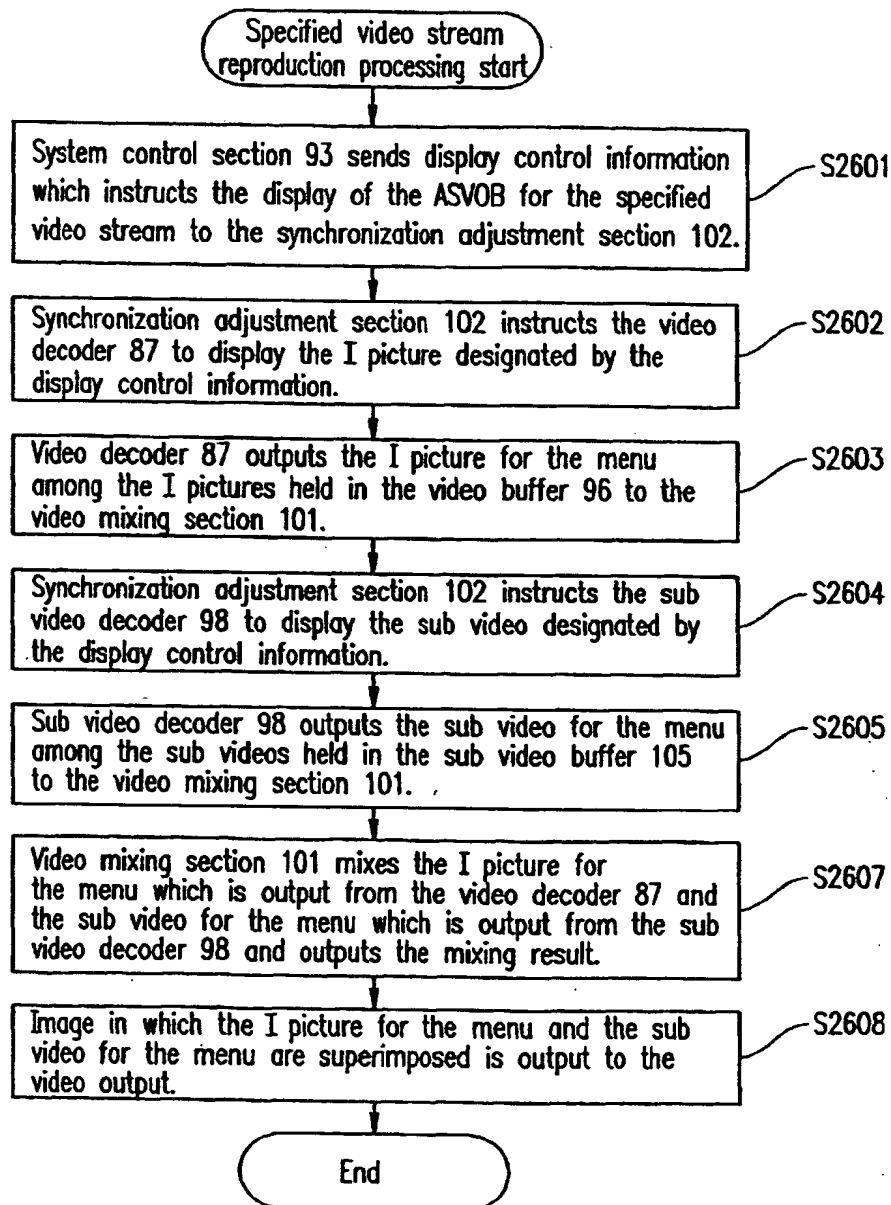 Specified video stream
reproduction processing start
System control section 93 sends display control information
which instructs the display of the ASVOB for the specified
video stream to the synchronization adjustment section 102.
S2601
Synchronization adjustment section 102 instructs the video
decoder 87 to display the I picture designated by the
display control information.
S2602
Video decoder 87 outputs the I picture for the menu
among the I pictures held in the video buffer 96 to the
video mixing section 101.
S2603
Synchronization adjustment section 102 instructs the sub
video decoder 98 to display the sub video designated by
the display control information.
S2604
Sub video decoder 98 outputs the sub video for the menu
among the sub videos held in the sub video buffer 105
to the video mixing section 101.
S2605
Video mixing section 101 mixes the I picture for
the menu which is output from the video decoder 87 and
the sub video for the menu which is output from the sub
video decoder 98 and outputs the mixing result.
S2607
Image in which the I picture for the menu and the sub
video for the menu are superimposed is output to the
video output.
S2608
End